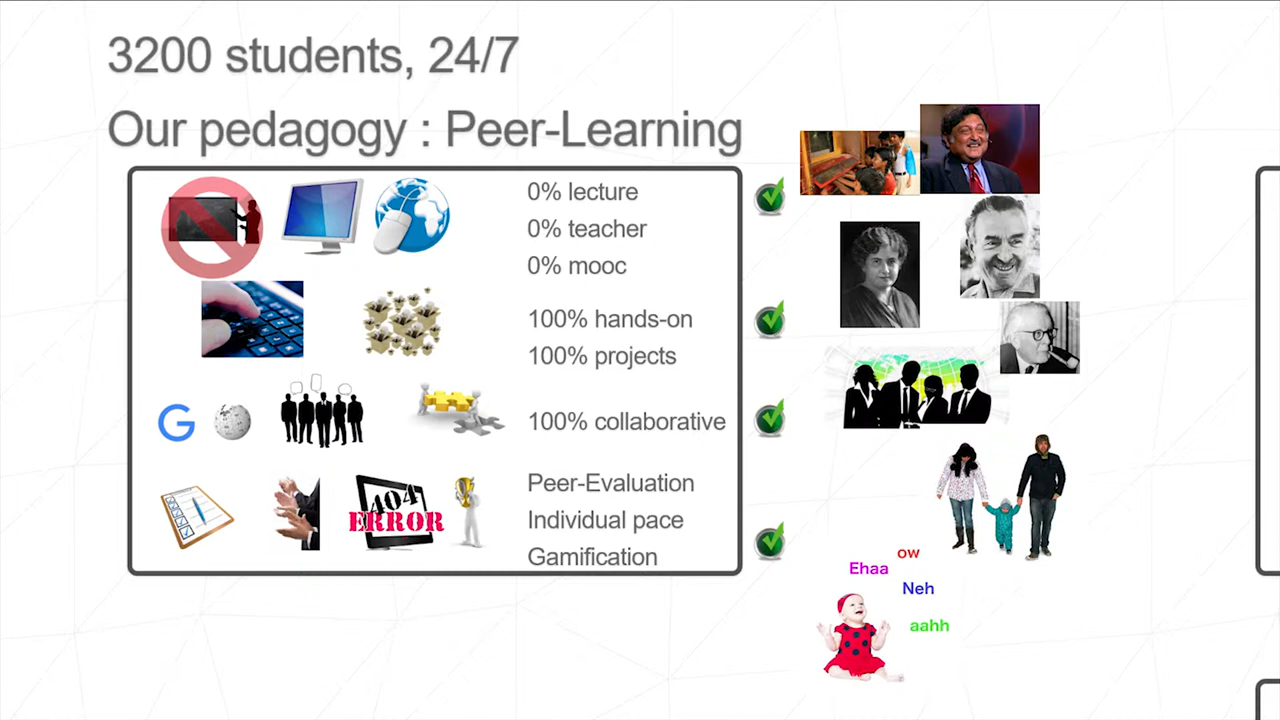 3200 students, 24/7
Our pedagogy : Peer-Learning
0% lecture
0% teacher
0% mooc
100% hands-on
100% projects
G
100% collaborative
404
ERROR
Peer-Evaluation
Individual pace
Gamification
ow
Ehaa
Neh
aahh